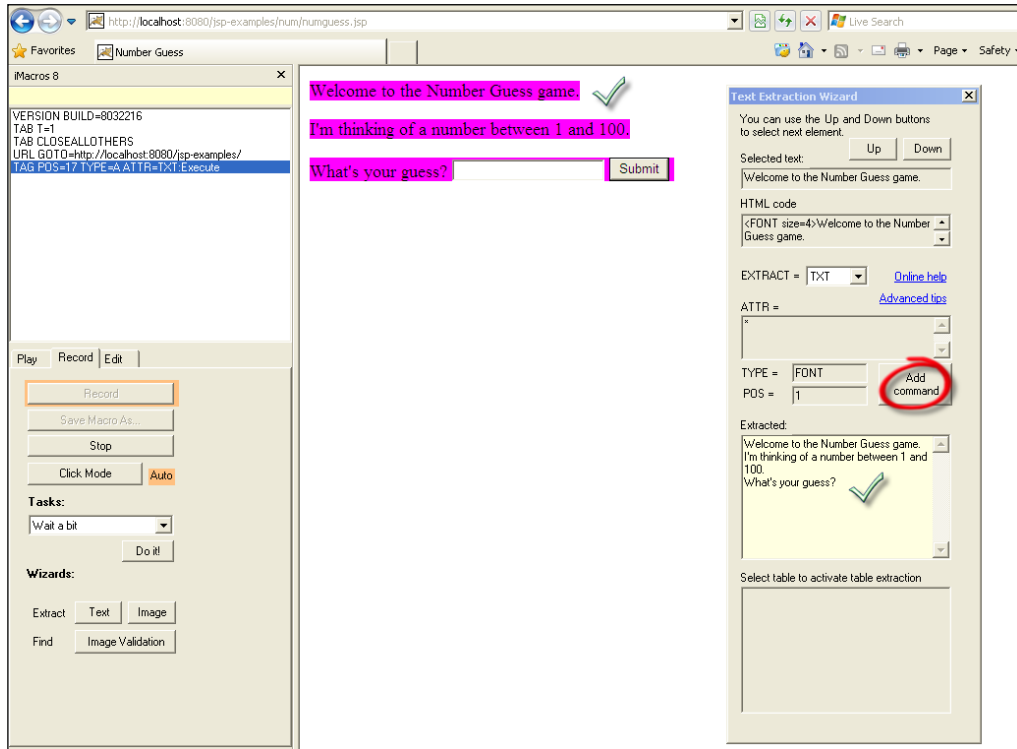 http://localhost:8080/jsp-examples/num/numguess.jsp
Live Search
Favorites
Number Guess
Page
Safety
iMacros 8
×
VERSION BUILD=8032216
TAB T=1
TAB CLOSEALLOTHERS
URL GOTO=http://localhost:8080/jsp-examples/
TAG POS=17 TYPE=A ATTR=TXT:Execute
Play
Record
Edit
Record
Save Macro As...
Stop
Click Mode
Auto
Tasks:
Wait a bit
Do it!
Wizards:
Extract
Text
Image
Find
Image Validation
Welcome to the Number Guess game.
I'm thinking of a number between 1 and 100.
What's your guess?
Submit
Text Extraction Wizard
You can use the Up and Down buttons
to select next element.
Up
Down
Selected text:
Welcome to the Number Guess game.
HTML code
<FONT size=4>Welcome to the Number
Guess game.
EXTRACT =
TXT
Online help
Advanced tips
ATTR =
*
TYPE =
FONT
POS =
1
Add
command
Extracted:
Welcome to the Number Guess game.
I'm thinking of a number between 1 and
100.
What's your guess?
Select table to activate table extraction